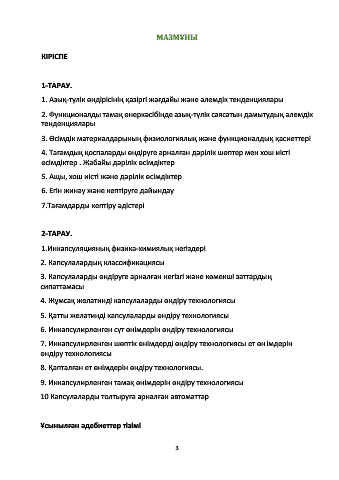 МАЗМҰНЫ
КІРІСПЕ
1-ТАРАУ.
1. Азық-түлік өндірісінің қазіргі жағдайы және әлемдік тенденциялары
2. Функционалды тамақ өнеркәсібінде азық-түлік саясатын дамытудың әлемдік
тенденциялары
3. Өсімдік материалдарының физиологиялық және функционалдық қасиеттері
4. Тағамдық қоспаларды өндіруге арналған дәрілік шөптер мен хош иісті
өсімдіктер . Жабайы дәрілік өсімдіктер
5. Ащы, хош иісті және дәрілік өсімдіктер
6. Егін жинау және кептіруге дайындау
7.Тағамдарды кептіру әдістері
2-ТАРАУ.
1.Инкапсуляцияның физика-химиялық негіздері
2. Капсулалардың классификациясы
3. Капсулаларды өндіруге арналған негізгі және көмекші заттардың
сипаттамасы
4. Жұмсақ желатинді капсулаларды өндіру технологиясы
5. Қатты желатинді капсулаларды өндіру технологиясы
6. Инкапсулирленген сүт өнімдерін өндіру технологиясы
7. Инкапсулирленген шөптік өнімдерді өндіру технологиясы ет өнімдерін
өндіру технологиясы
8. Қапталған ет өнімдерін өндіру технологиясы.
9. Инкапсулирленген тамақ өнімдерін өндіру технологиясы
10 Капсулаларды толтыруға арналған автоматтар
Ұсынылған әдебиеттер тізімі
3